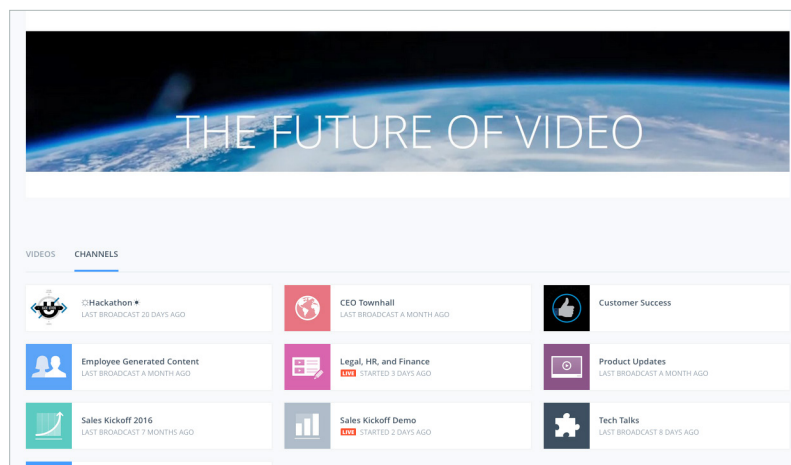 THE FUTURE OF VIDEO
VIDEOS CHANNELS
Hackathon
LAST BROADCAST 20 DAYS AGO
CEO Townhall
LAST BROADCAST A MONTH AGO
Customer Success
Employee Generated Content
LAST BROADCAST A MONTH AGO
Legal, HR, and Finance
LIVE STARTED 3 DAYS AGO
Product Updates
LAST BROADCAST A MONTH AGO
Sales Kickoff 2016
LAST BROADCAST 7 MONTHS AGO
Sales Kickoff Demo
LIVE STARTED 2 DAYS AGO
Tech Talks
LAST BROADCAST 8 DAYS AGO